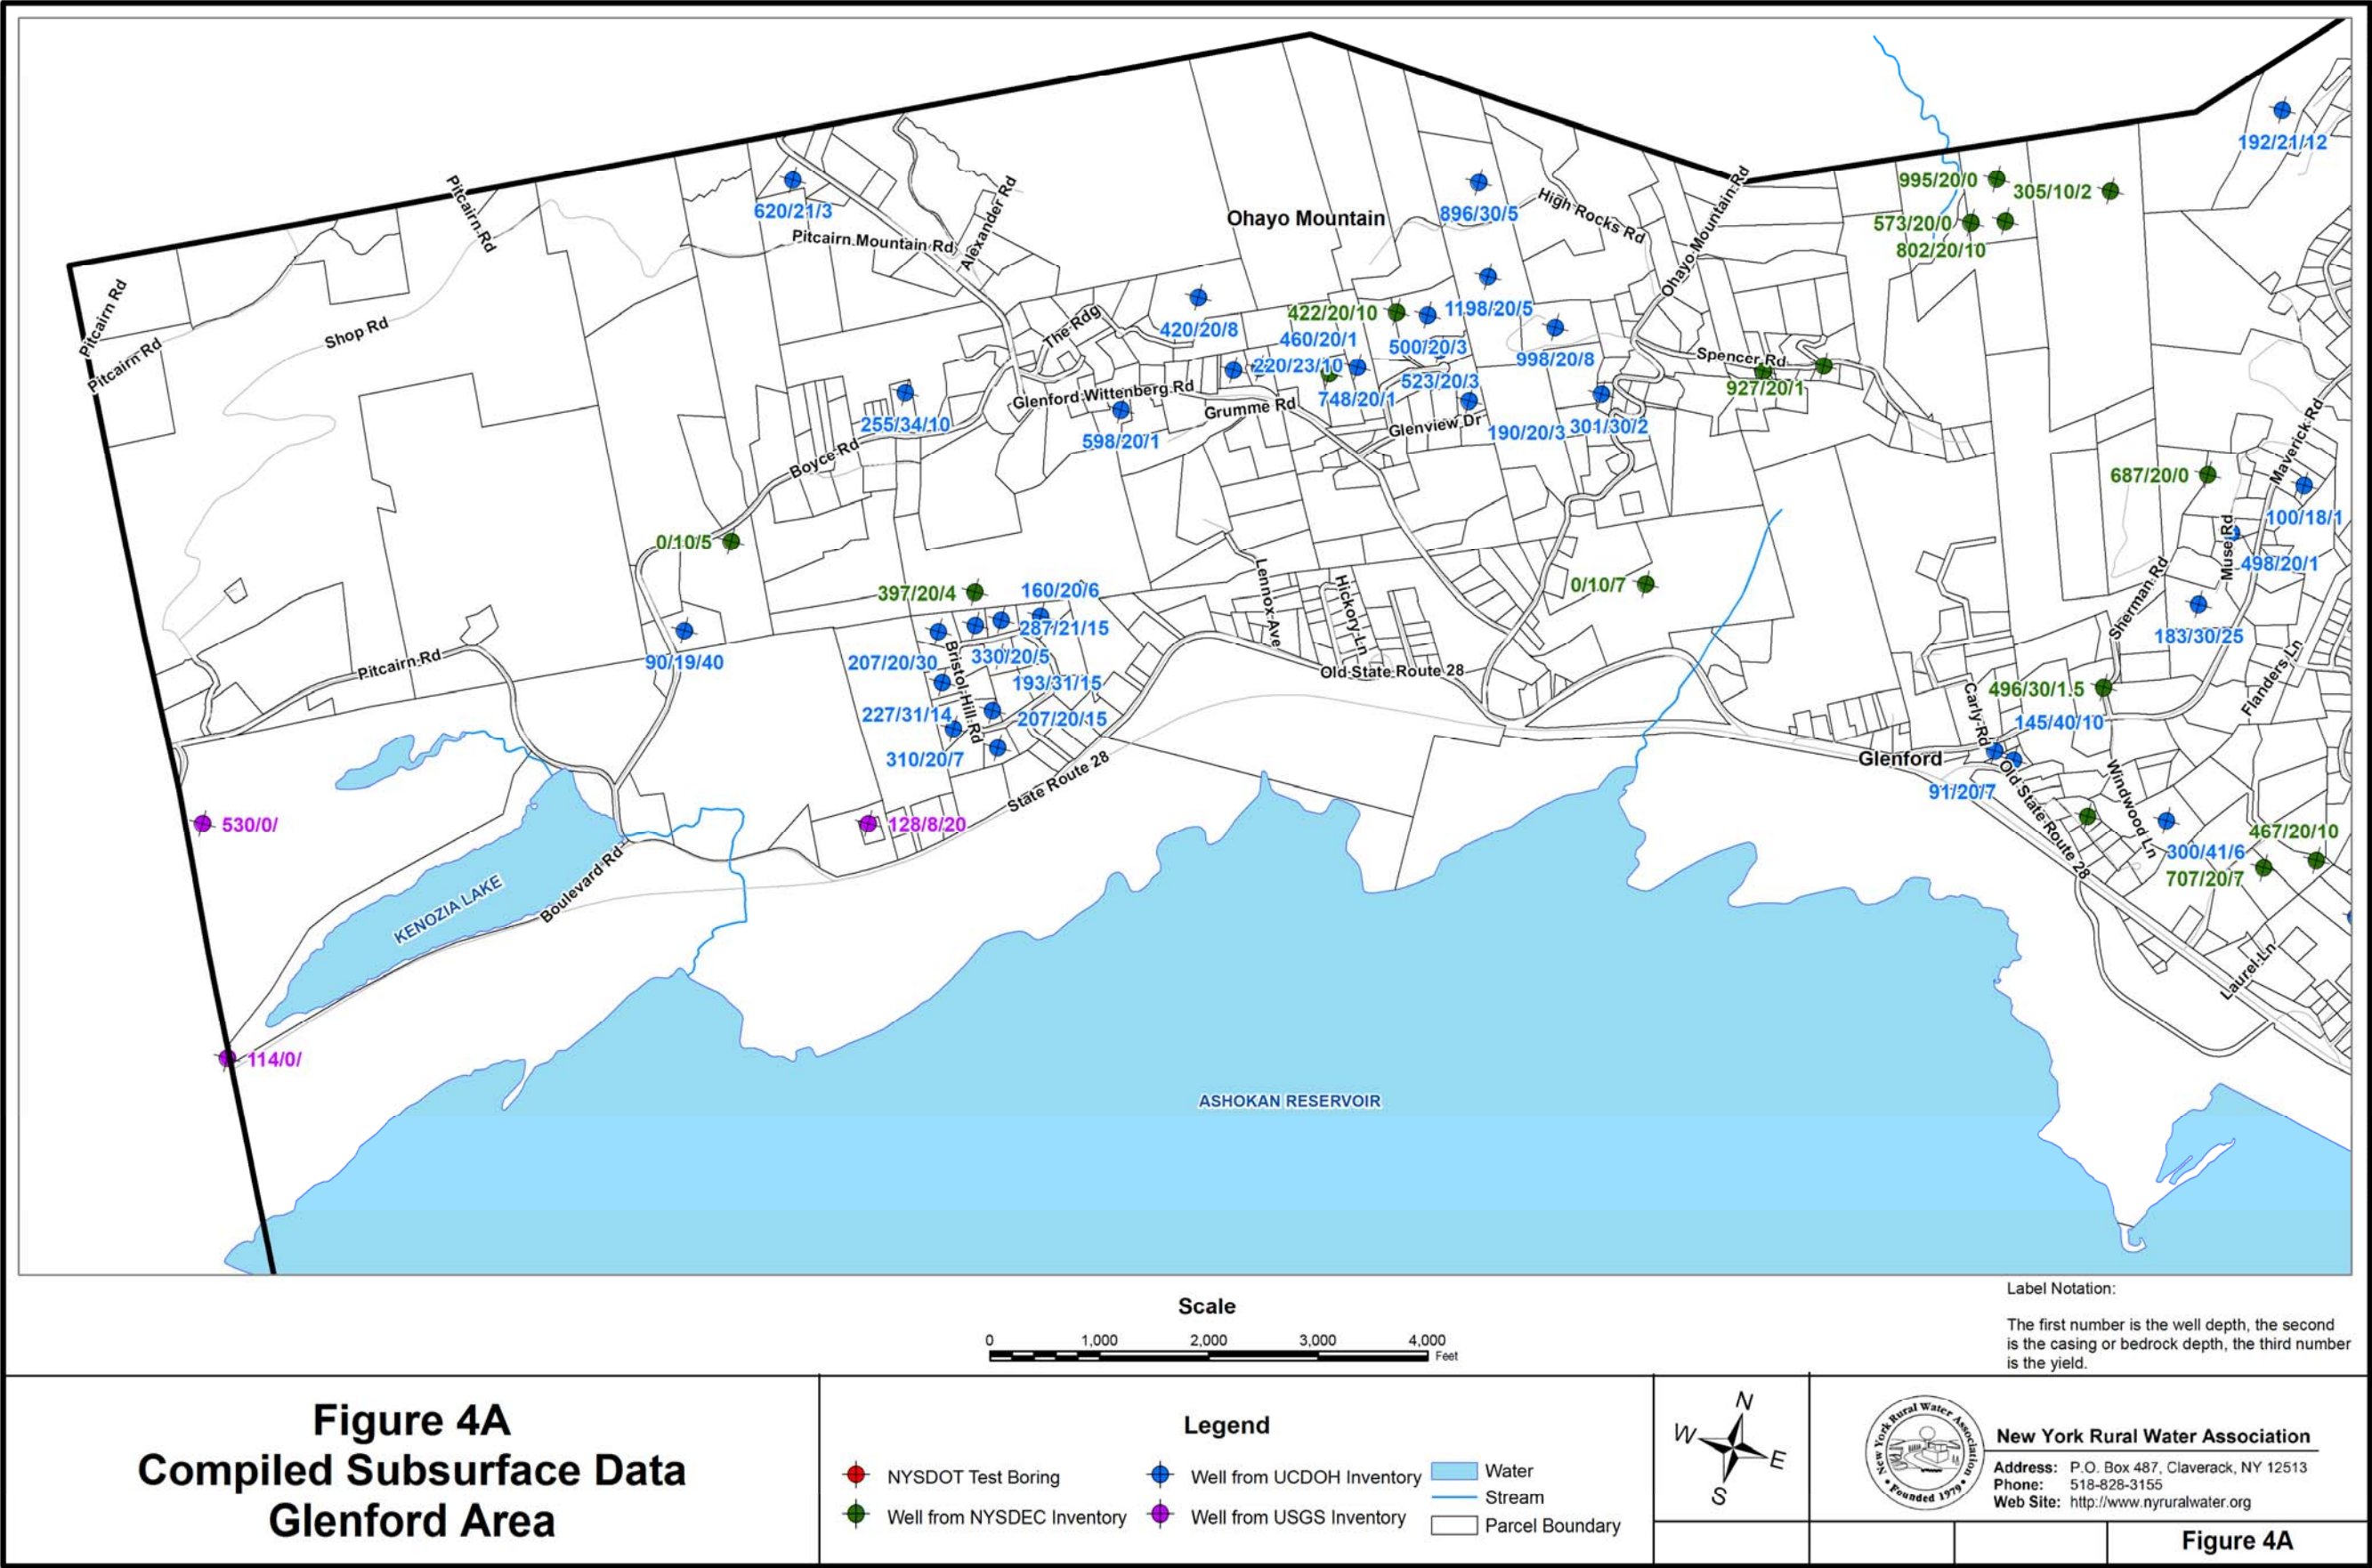 192/21/12
995/20/0
305/10/2
573/20/0
802/20/10
Pitcairn Rd
620/21/3
Alexander Rd
Pitcairn Mountain Rd
Ohayo Mountain
896/30/5
High Rocks Rd
Ohayo Mountain Rd
Pitcairn Rd
Pitcairn Rd
Shop Rd
The Rdg
420/20/8
422/20/10
1198/20/5
460/20/1
500/20/3
998/20/8
220/23/10
Spencer Rd
927/20/1
523/20/3
748/20/1
Glenford Wittenberg Rd
Grumme Rd
255/34/10
598/20/1
Glenview Dr
190/20/3
301/30/2
Boyce Rd
Maverick Rd
687/20/0
100/18/1
Muse Rd
498/20/1
0/10/5
397/20/4
160/20/6
287/21/15
Lennox Ave
Hickory Ln
0/10/7
Sherman Rd
183/30/25
Pitcairn Rd
90/19/40
207/20/30
Bristol Hill Rd
330/20/5
193/31/15
Old State Route 28
496/30/1.5
Flanders Ln
227/31/14
207/20/15
Carly Rd
145/40/10
310/20/7
State Route 28
Glenford
91/20/7
Old State Route 28
Windwood Ln
530/0/
128/8/20
467/20/10
300/41/6
707/20/7
KENOZIA LAKE
Boulevard Rd
Laurel Ln
114/0/
ASHOKAN RESERVOIR
Scale
0 1,000 2,000 3,000 4,000
Feet
Label Notation:
The first number is the well depth, the second
is the casing or bedrock depth, the third number
is the yield.
Figure 4A
Compiled Subsurface Data
Glenford Area
Legend
NYSDOT Test Boring
Well from NYSDEC Inventory
Well from UCDOH Inventory
Well from USGS Inventory
Water
Stream
Parcel Boundary
N
W
E
S
New York Rural Water Association
Founded 1979
New York Rural Water Association
Address: P.O. Box 487, Claverack, NY 12513
Phone: 518-828-3155
Web Site: http://www.nyruralwater.org
Figure 4A